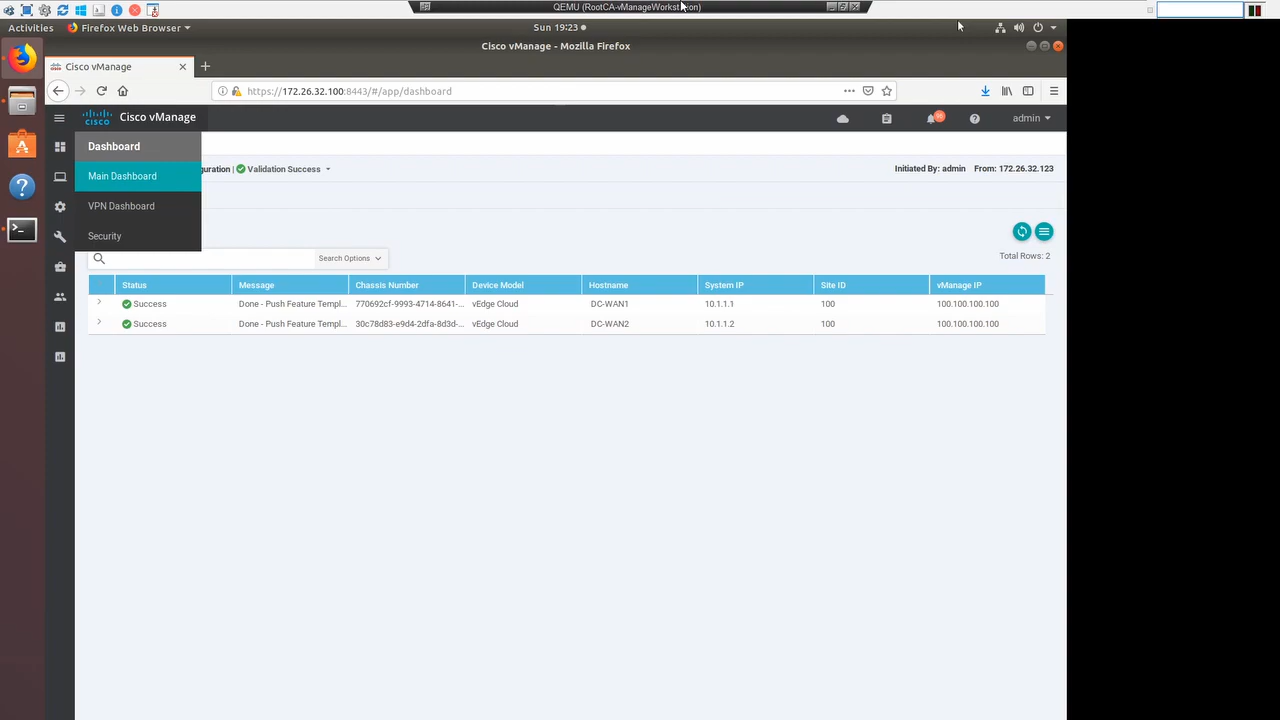 QEMU (RootCA-vManageWorkstation)
Activities
Firefox Web Browser
Sun 19:23
Cisco vManage - Mozilla Firefox
Cisco vManage
https://172.26.32.100:8443/#/app/dashboard
CISCO Cisco vManage
admin
Dashboard
Main Dashboard
VPN Dashboard
Security
guration | Validation Success
Initiated By: admin From: 172.26.32.123
Search Options
Total Rows: 2
Status Message Chassis Number Device Model Hostname System IP Site ID vManage IP
Success Done - Push Feature Templ... 770692cf-9993-4714-8641-... vEdge Cloud DC-WAN1 10.1.1.1 100 100.100.100.100
Success Done - Push Feature Templ... 30c78d83-e9d4-2dfa-8d3d-... vEdge Cloud DC-WAN2 10.1.1.2 100 100.100.100.100